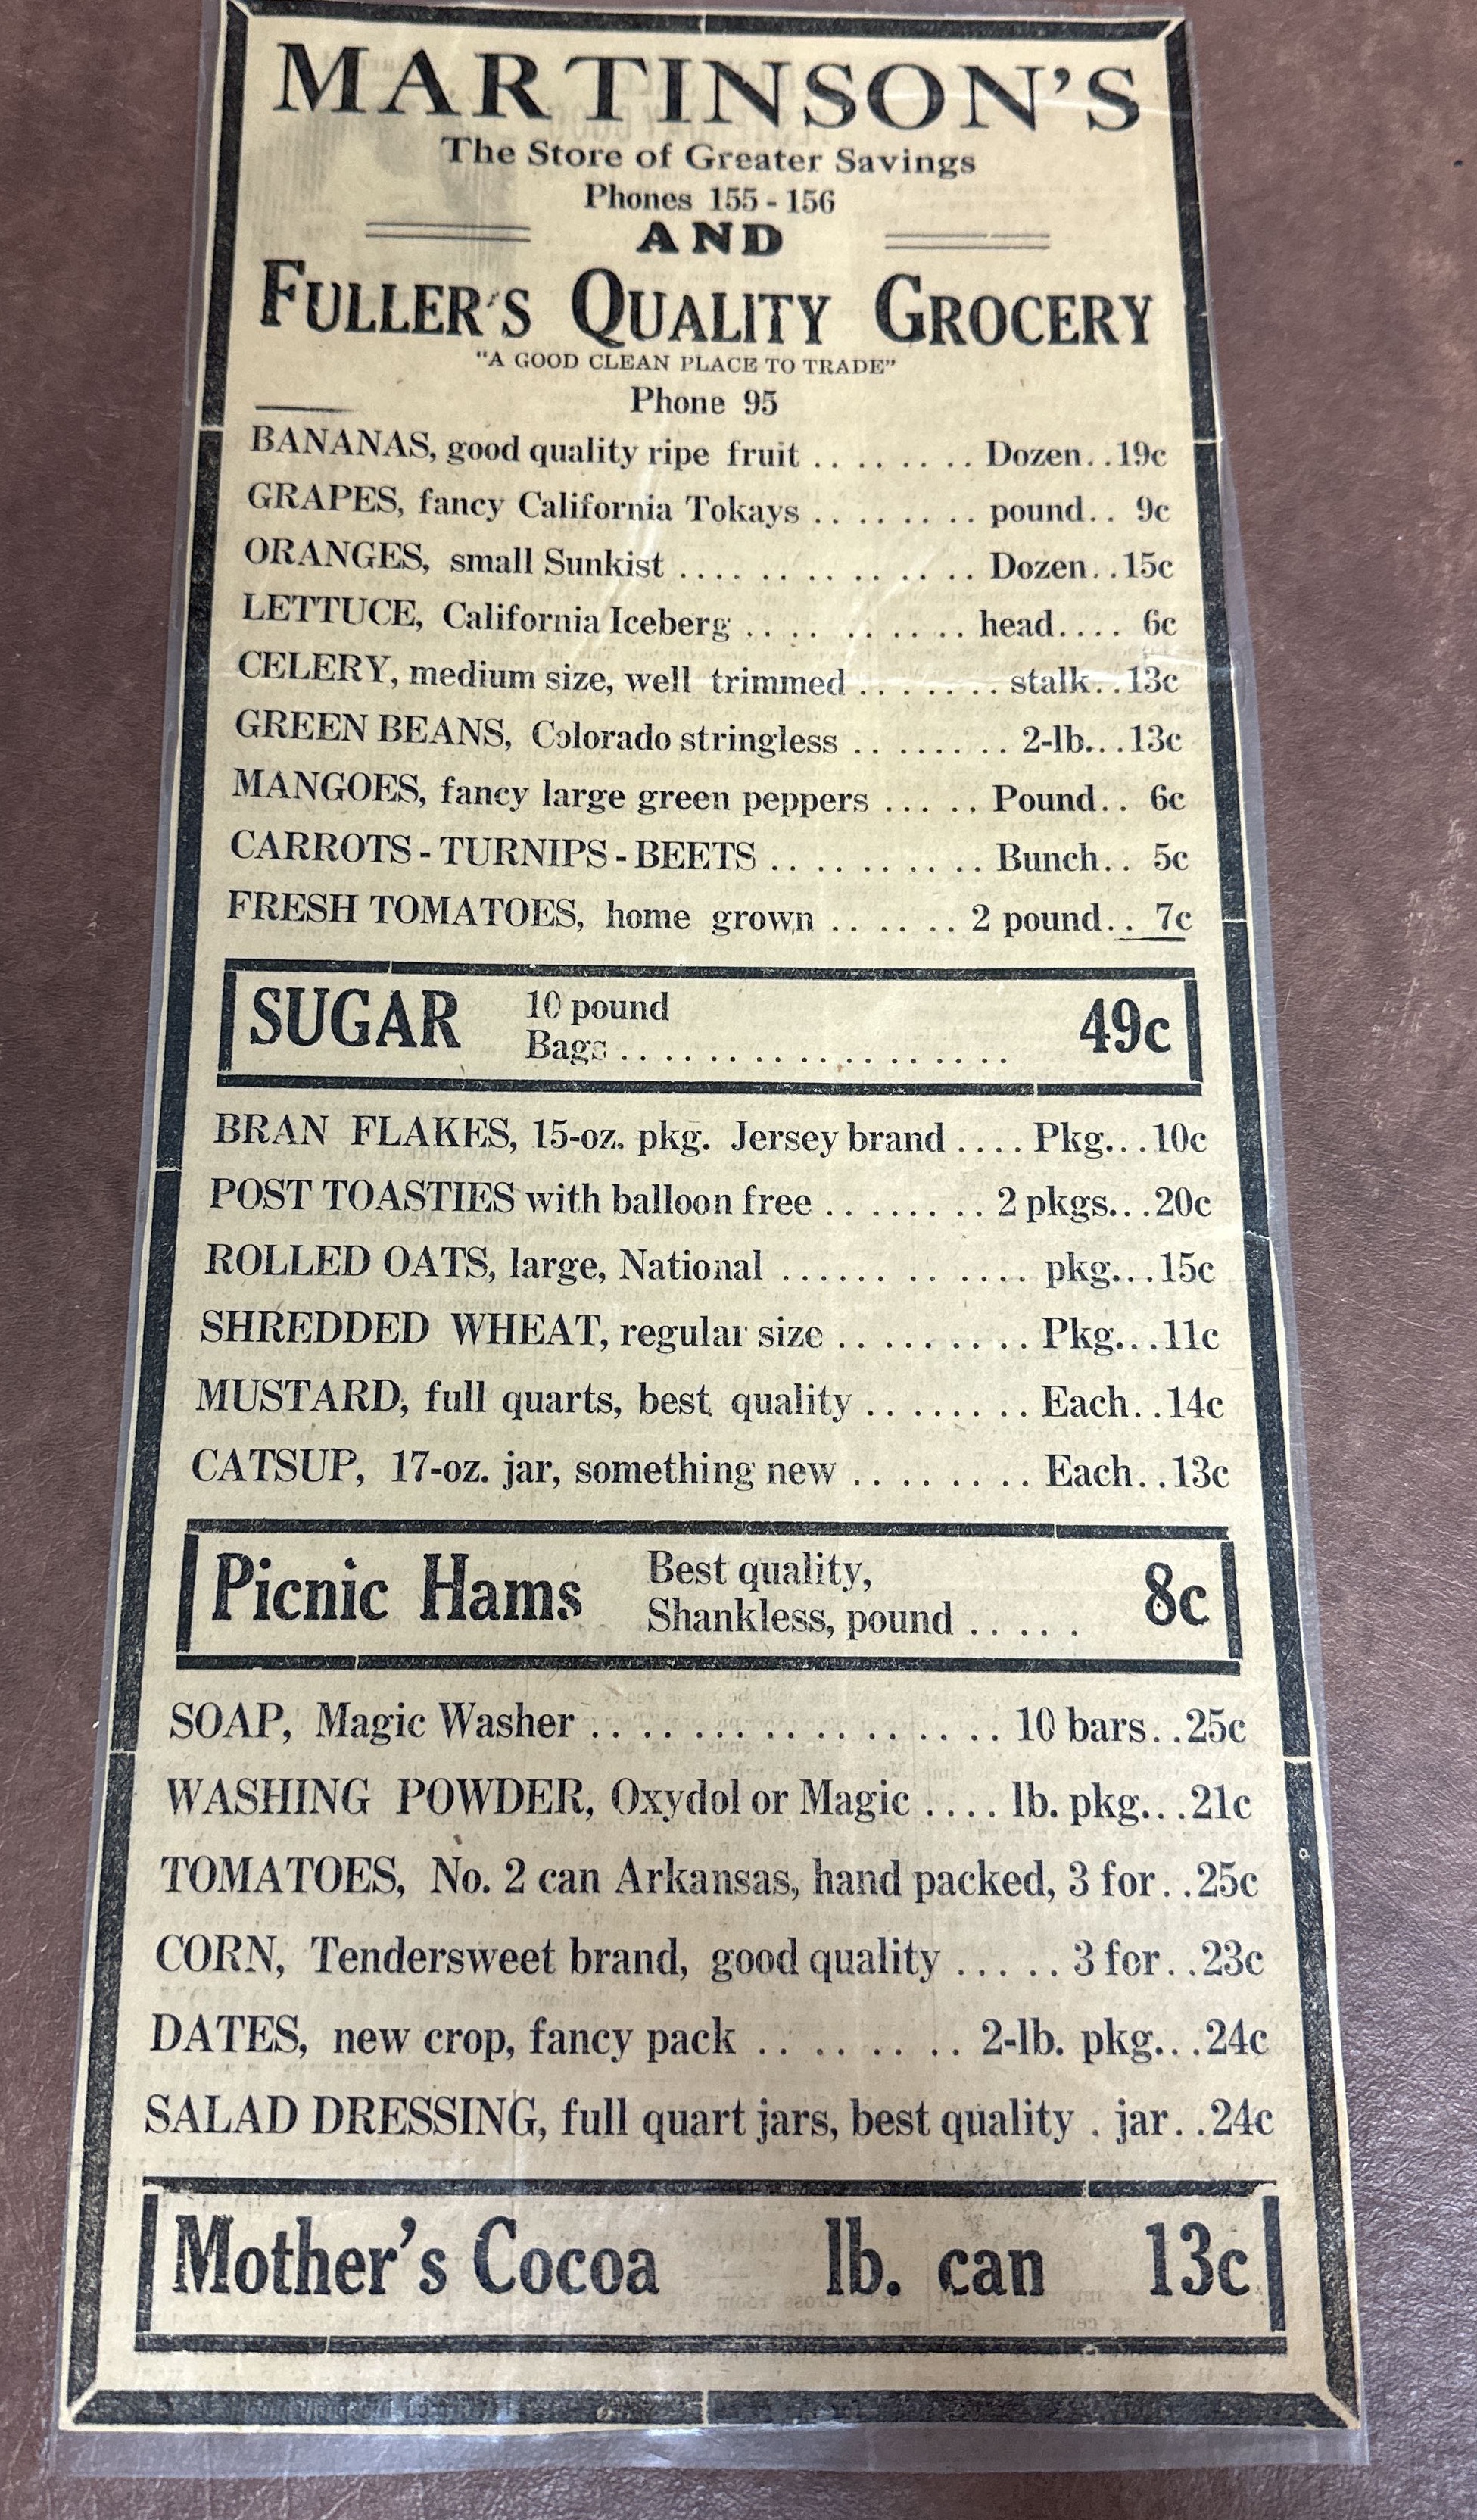 MARTINSON'S
The Store of Greater Savings
Phones 155 - 156
AND
FULLER'S QUALITY GROCERY
"A GOOD CLEAN PLACE TO TRADE"
Phone 95
BANANAS, good quality ripe fruit ........ Dozen..19c
GRAPES, fancy California Tokays ........ pound.. 9c
ORANGES, small Sunkist .............. Dozen..15c
LETTUCE, California Iceberg .... ...... head.... 6c
CELERY, medium size, well trimmed ....... stalk..13c
GREEN BEANS, Colorado stringless ........ 2-lb...13c
MANGOES, fancy large green peppers ..... Pound.. 6c
CARROTS - TURNIPS - BEETS .......... Bunch.. 5c
FRESH TOMATOES, home grown ...... 2 pound.. 7c
SUGAR 10 pound
Bags.................. 49c
BRAN FLAKES, 15-oz. pkg. Jersey brand .... Pkg...10c
POST TOASTIES with balloon free ........ 2 pkgs...20c
ROLLED OATS, large, National ............ pkg...15c
SHREDDED WHEAT, regular size ......... Pkg...11c
MUSTARD, full quarts, best quality ........ Each..14c
CATSUP, 17-oz. jar, something new ........ Each..13c
Picnic Hams Best quality,
Shankless, pound ..... 8c
SOAP, Magic Washer ................. 10 bars..25c
WASHING POWDER, Oxydol or Magic .... lb. pkg...21c
TOMATOES, No. 2 can Arkansas, hand packed, 3 for..25c
CORN, Tendersweet brand, good quality ..... 3 for..23c
DATES, new crop, fancy pack ......... 2-lb. pkg...24c
SALAD DRESSING, full quart jars, best quality . jar..24c
Mother's Cocoa lb. can 13c